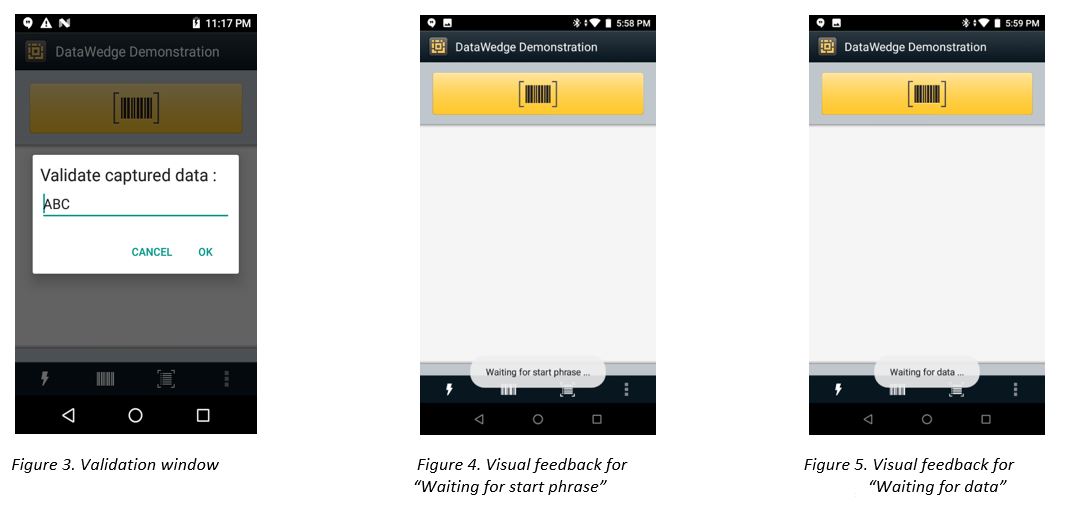 11:17 PM
DataWedge Demonstration
Validate captured data :
ABC
CANCEL OK
Figure 3. Validation window
5:58 PM
DataWedge Demonstration
Waiting for start phrase ...
Figure 4. Visual feedback for
“Waiting for start phrase”
5:59 PM
DataWedge Demonstration
Waiting for data ...
Figure 5. Visual feedback for
“Waiting for data”